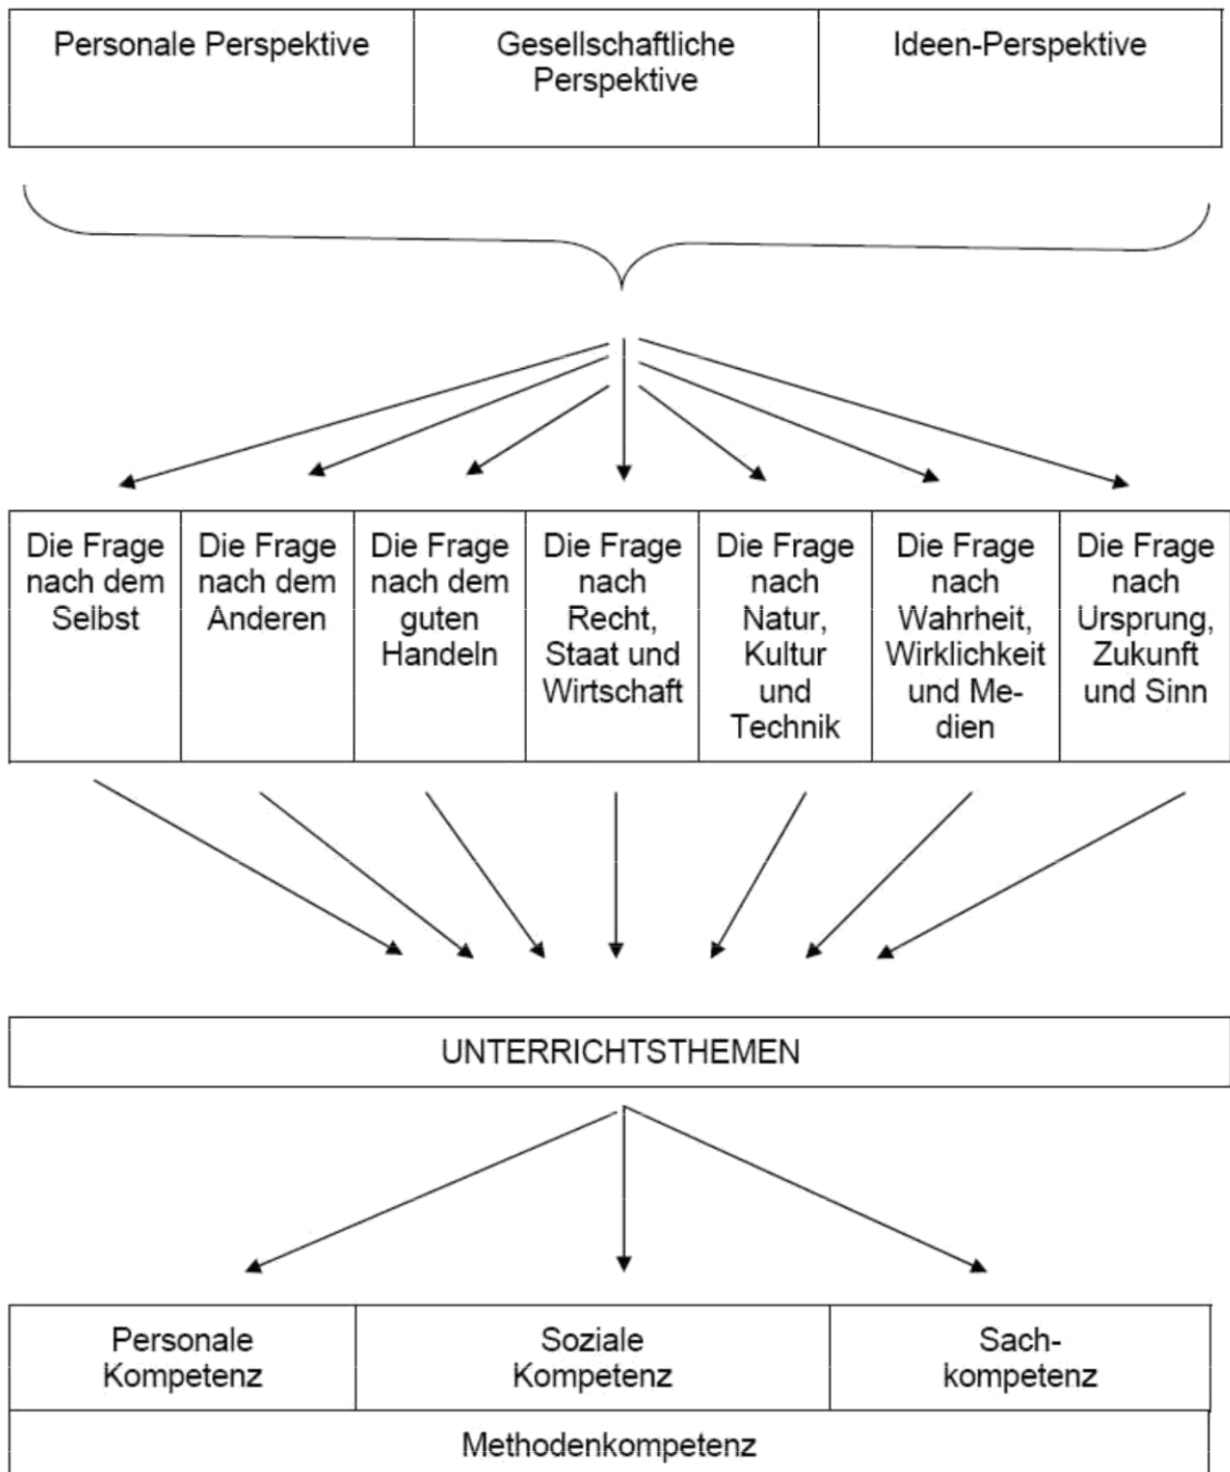 Personale Perspektive
Gesellschaftliche
Perspektive
Ideen-Perspektive
Die Frage
nach dem
Selbst
Die Frage
nach dem
Anderen
Die Frage
nach dem
guten
Handeln
Die Frage
nach
Recht,
Staat und
Wirtschaft
Die Frage
nach
Natur,
Kultur
und
Technik
Die Frage
nach
Wahrheit,
Wirklichkeit
und Me-
dien
Die Frage
nach
Ursprung,
Zukunft
und Sinn
UNTERRICHTSTHEMEN
Personale
Kompetenz
Soziale
Kompetenz
Sach-
kompetenz
Methodenkompetenz